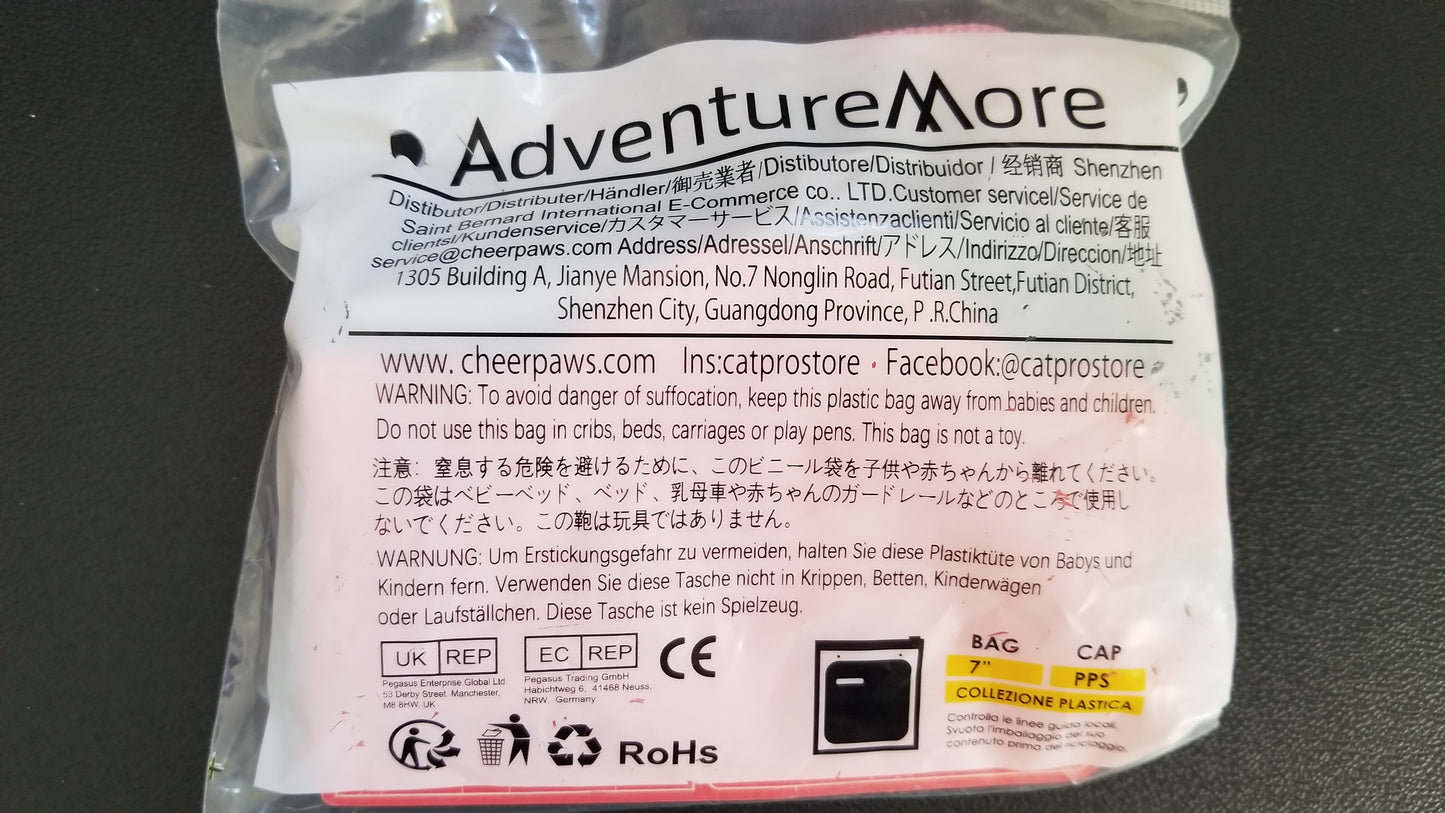 AdventureMore
Distibutor/Distributer/Händler/御売業者/Distibutore/Distribuidor / 经销商 Shenzhen
Saint Bernard International E-Commerce co.. LTD.Customer servicel/Service de
clientsl/Kundenservice/カスタマーサービス/Assistenzaclienti/Servicio al cliente/客服
Service@cheerpaws.com Address/Adressel/Anschrift/アドレス/Indirizzo/Direccion/地址
1305 Building A, Jianye Mansion, No.7 Nonglin Road, Futian Street,Futian District,
Shenzhen City, Guangdong Province, P .R.China
www. cheerpaws.com Ins:catprostore · Facebook:@catprostore
WARNING: To avoid danger of suffocation, keep this plastic bag away from babies and children.
Do not use this bag in cribs, beds, carriages or play pens. This bag is not a toy.
注意：窒息する危険を避けるために、このビニール袋を子供や赤ちゃんから離れてください。
この袋はベビーベッド、ベッド、乳母車や赤ちゃんのガードレールなどのところで使用し
ないでください。この鞄は玩具ではありません。
WARNUNG: Um Erstickungsgefahr zu vermeiden, halten Sie diese Plastiktüte von Babys und
Kindern fern. Verwenden Sie diese Tasche nicht in Krippen, Betten, Kinderwägen
oder Laufställchen. Diese Tasche ist kein Spielzeug.
UK REP
Pegasus Enterprise Global Ltd
53 Derby Street. Manchester,
M8 8HW. UK
EC REP
Pegasus Trading GmbH
Habichtweg 6, 41468 Neuss,
NRW. Germany
CE
RoHs
BAG CAP
7" PPS
COLLEZIONE PLASTICA
Controlla le linee guida locali.
Svuota l'imballaggio del suo
contenuto prima del riciclaggio.